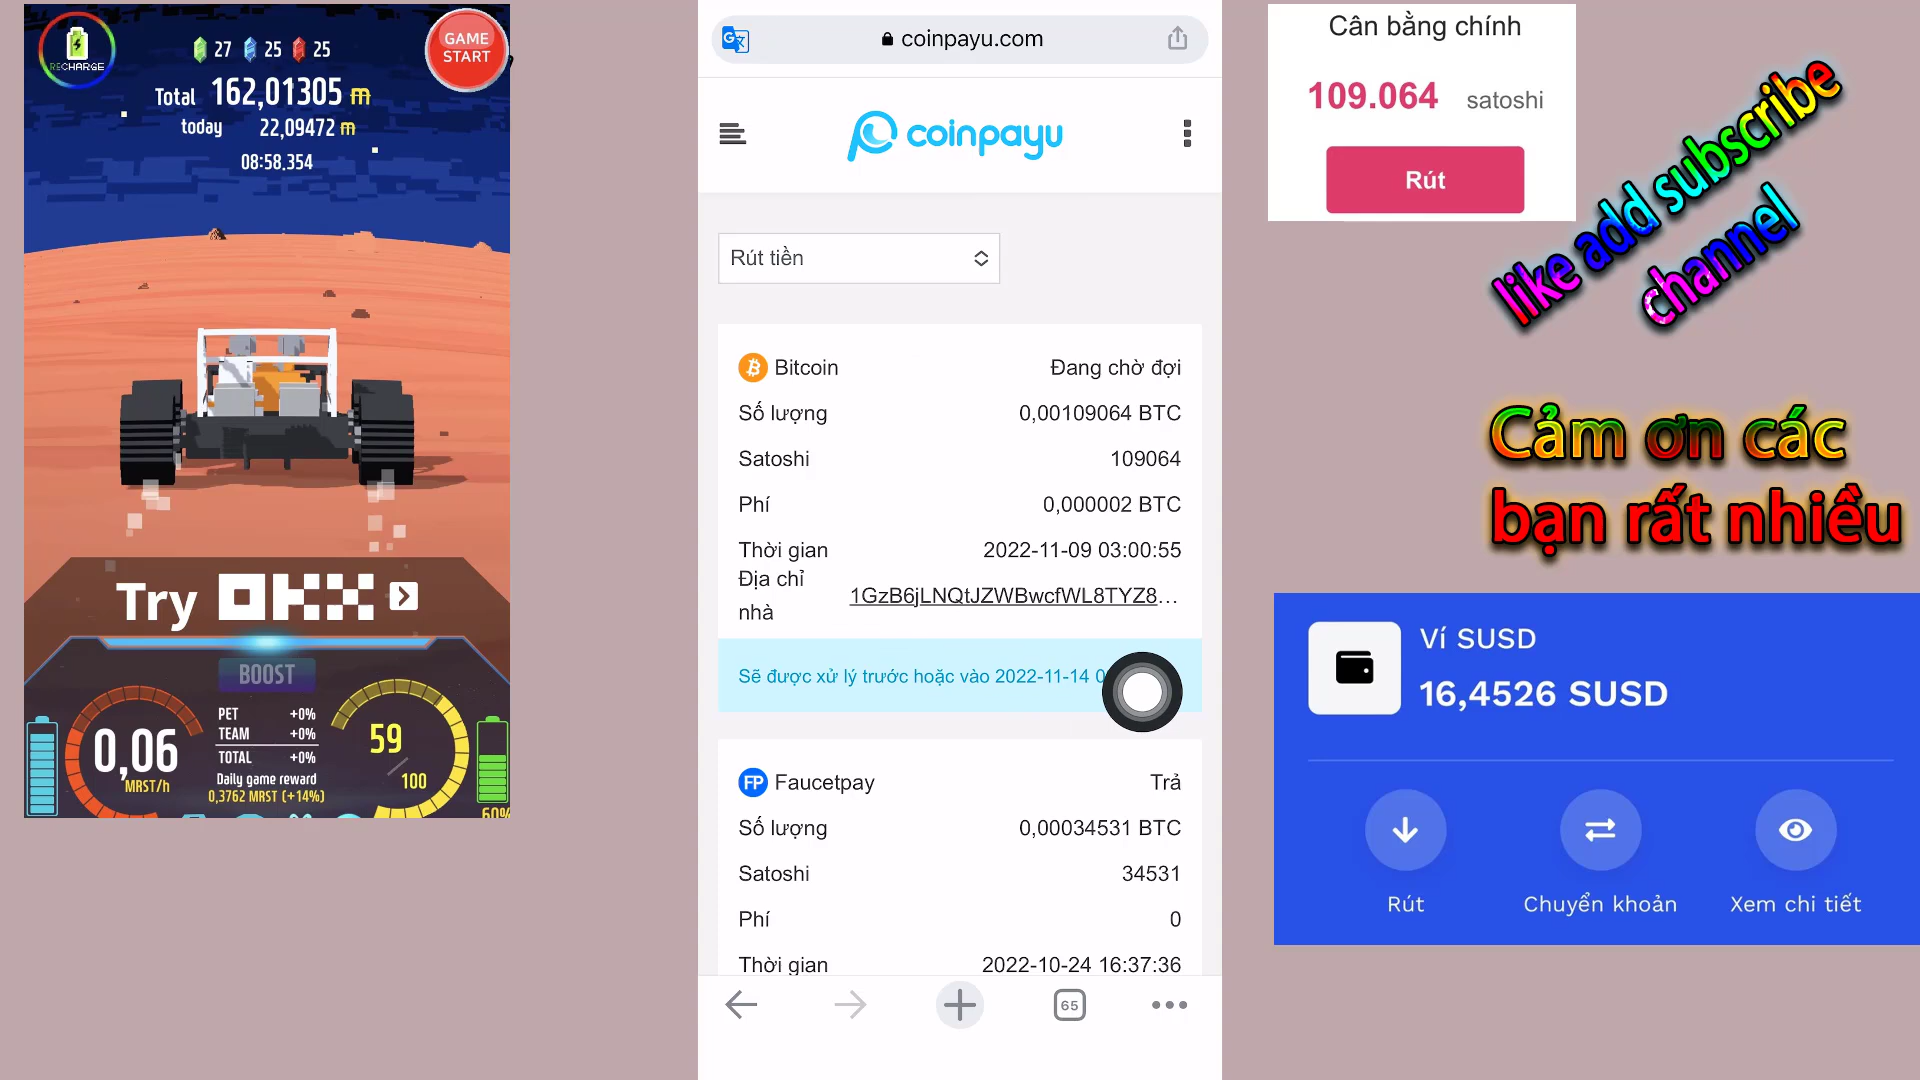 RECHARGE
27 25 25
GAME
START
Total 162,01305 m
today 22,09472 m
08:58.354
Try OKX
BOOST
PET +0%
TEAM +0%
TOTAL +0%
Daily game reward
0,3762 MRST (+14%)
0,06
MRST/h
59
100
60%
coinpayu.com
coinpayu
Rút tiền
Bitcoin Đang chờ đợi
Số lượng 0,00109064 BTC
Satoshi 109064
Phí 0,000002 BTC
Thời gian 2022-11-09 03:00:55
Địa chỉ
nhà 1GzB6jLNQtJZWBwcfWL8TYZ8…
Sẽ được xử lý trước hoặc vào 2022-11-14 0
FP Faucetpay Trả
Số lượng 0,00034531 BTC
Satoshi 34531
Phí 0
Thời gian 2022-10-24 16:37:36
65
Cân bằng chính
109.064 satoshi
Rút
like add subscribe
channel
Cảm ơn các
bạn rất nhiều
Ví SUSD
16,4526 SUSD
Rút Chuyển khoản Xem chi tiết